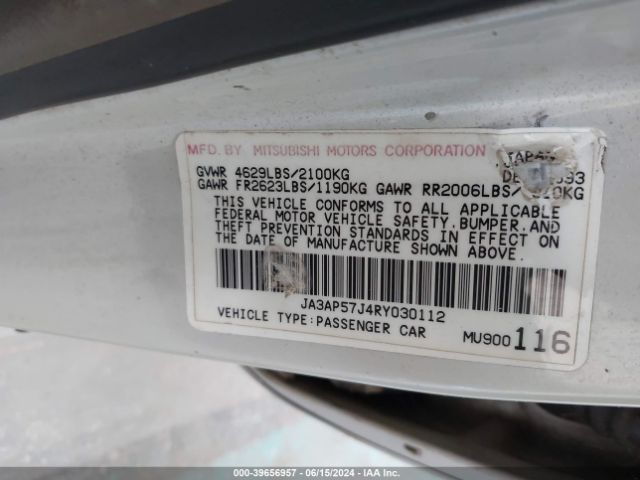 MFD. BY MITSUBISHI MOTORS CORPORATION JAPAN
GVWR 4629LBS/2100KG
GAWR FR2623LBS/1190KG GAWR RR2006LBS/
THIS VEHICLE CONFORMS TO ALL APPLICABLE
FEDERAL MOTOR VEHICLE SAFETY, BUMPER, AND
THEFT PREVENTION STANDARDS IN EFFECT ON
THE DATE OF MANUFACTURE SHOWN ABOVE.
JA3AP57J4RY030112
VEHICLE TYPE:PASSENGER CAR
MU900 116
000-39656957 / 06/15/2024 / IAA Inc.